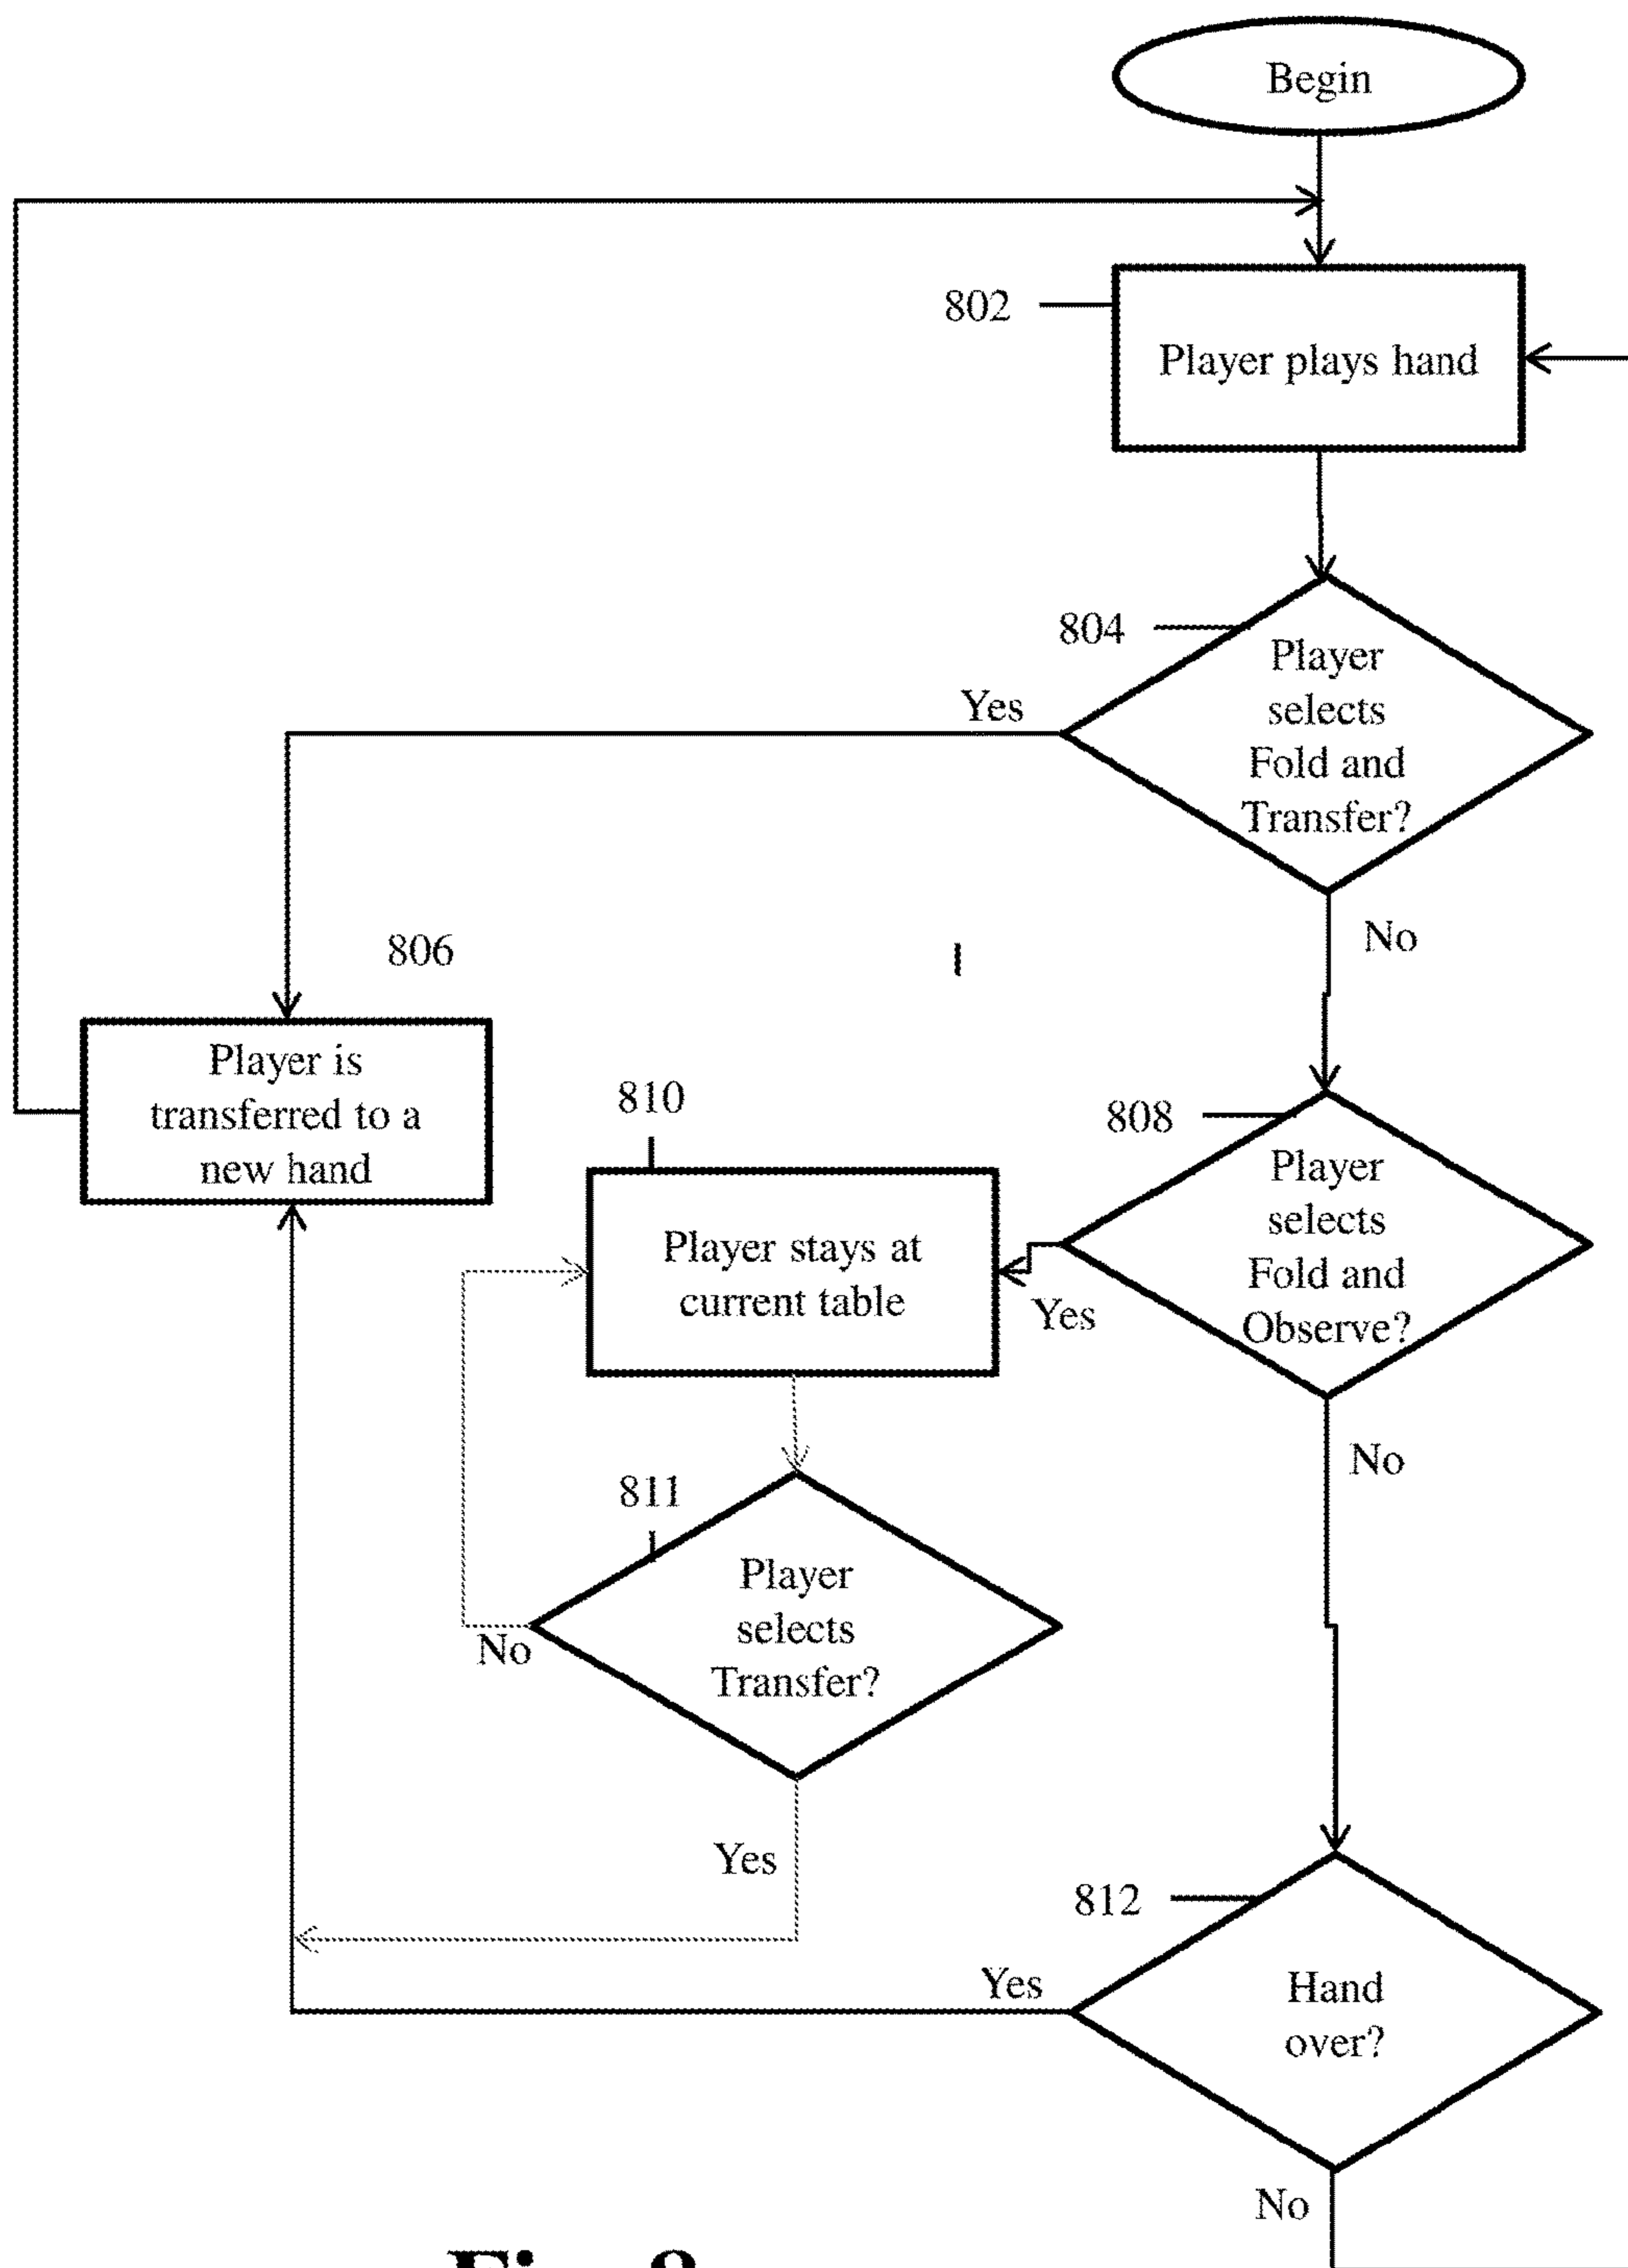 Begin
802
Player plays hand
804
Player
selects
Fold and
Transfer?
Yes
No
806
Player is
transferred to a
new hand
810
Player stays at
current table
808
Player
selects
Fold and
Observe?
Yes
No
811
Player
selects
Transfer?
No
Yes
812
Hand
over?
Yes
No
Fig. 8